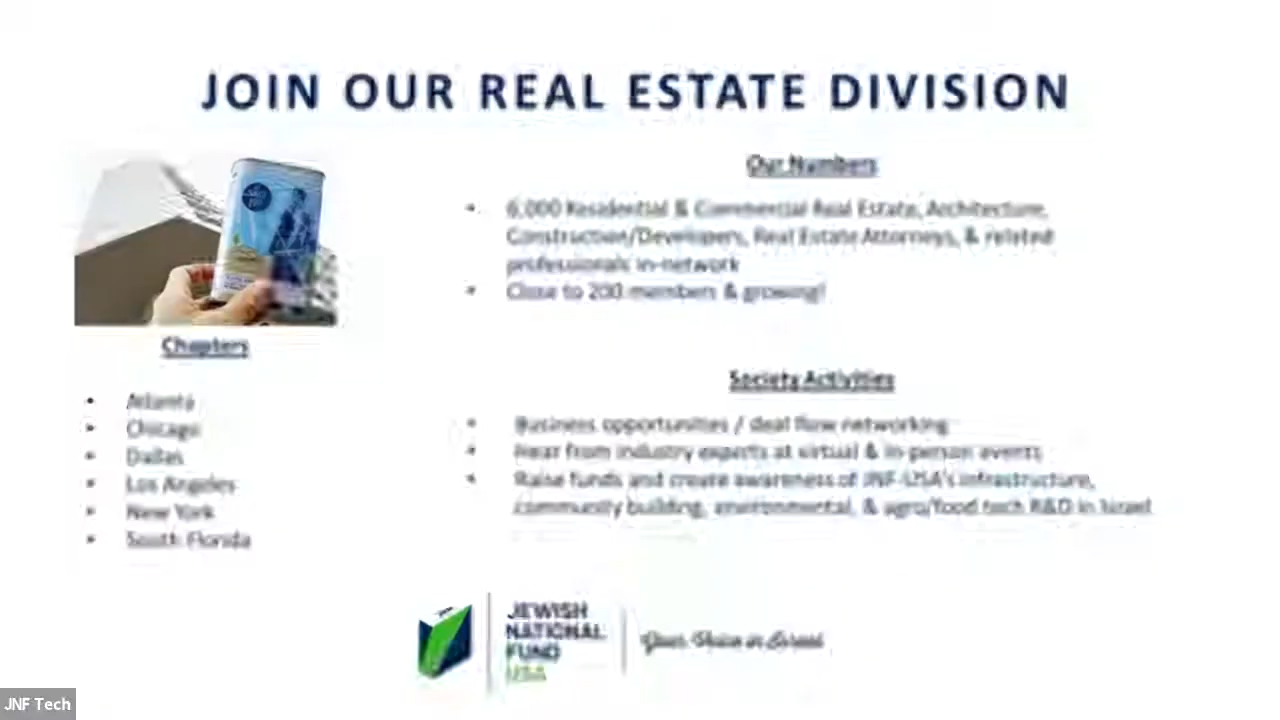 JOIN OUR REAL ESTATE DIVISION
Our Numbers
• 6,000 Residential & Commercial Real Estate, Architecture,
Construction/Developers, Real Estate Attorneys, & related
professionals in-network
• Close to 200 members & growing!
Chapters
• Atlanta
• Chicago
• Dallas
• Los Angeles
• New York
• South Florida
Society Activities
• Business opportunities / deal flow networking
• Hear from industry experts at virtual & in-person events
• Raise funds and create awareness of JNF-USA's infrastructure,
community building, environmental, & agro/food tech R&D in Israel
JEWISH
NATIONAL
FUND
USA
Your Voice in Israel
JNF Tech